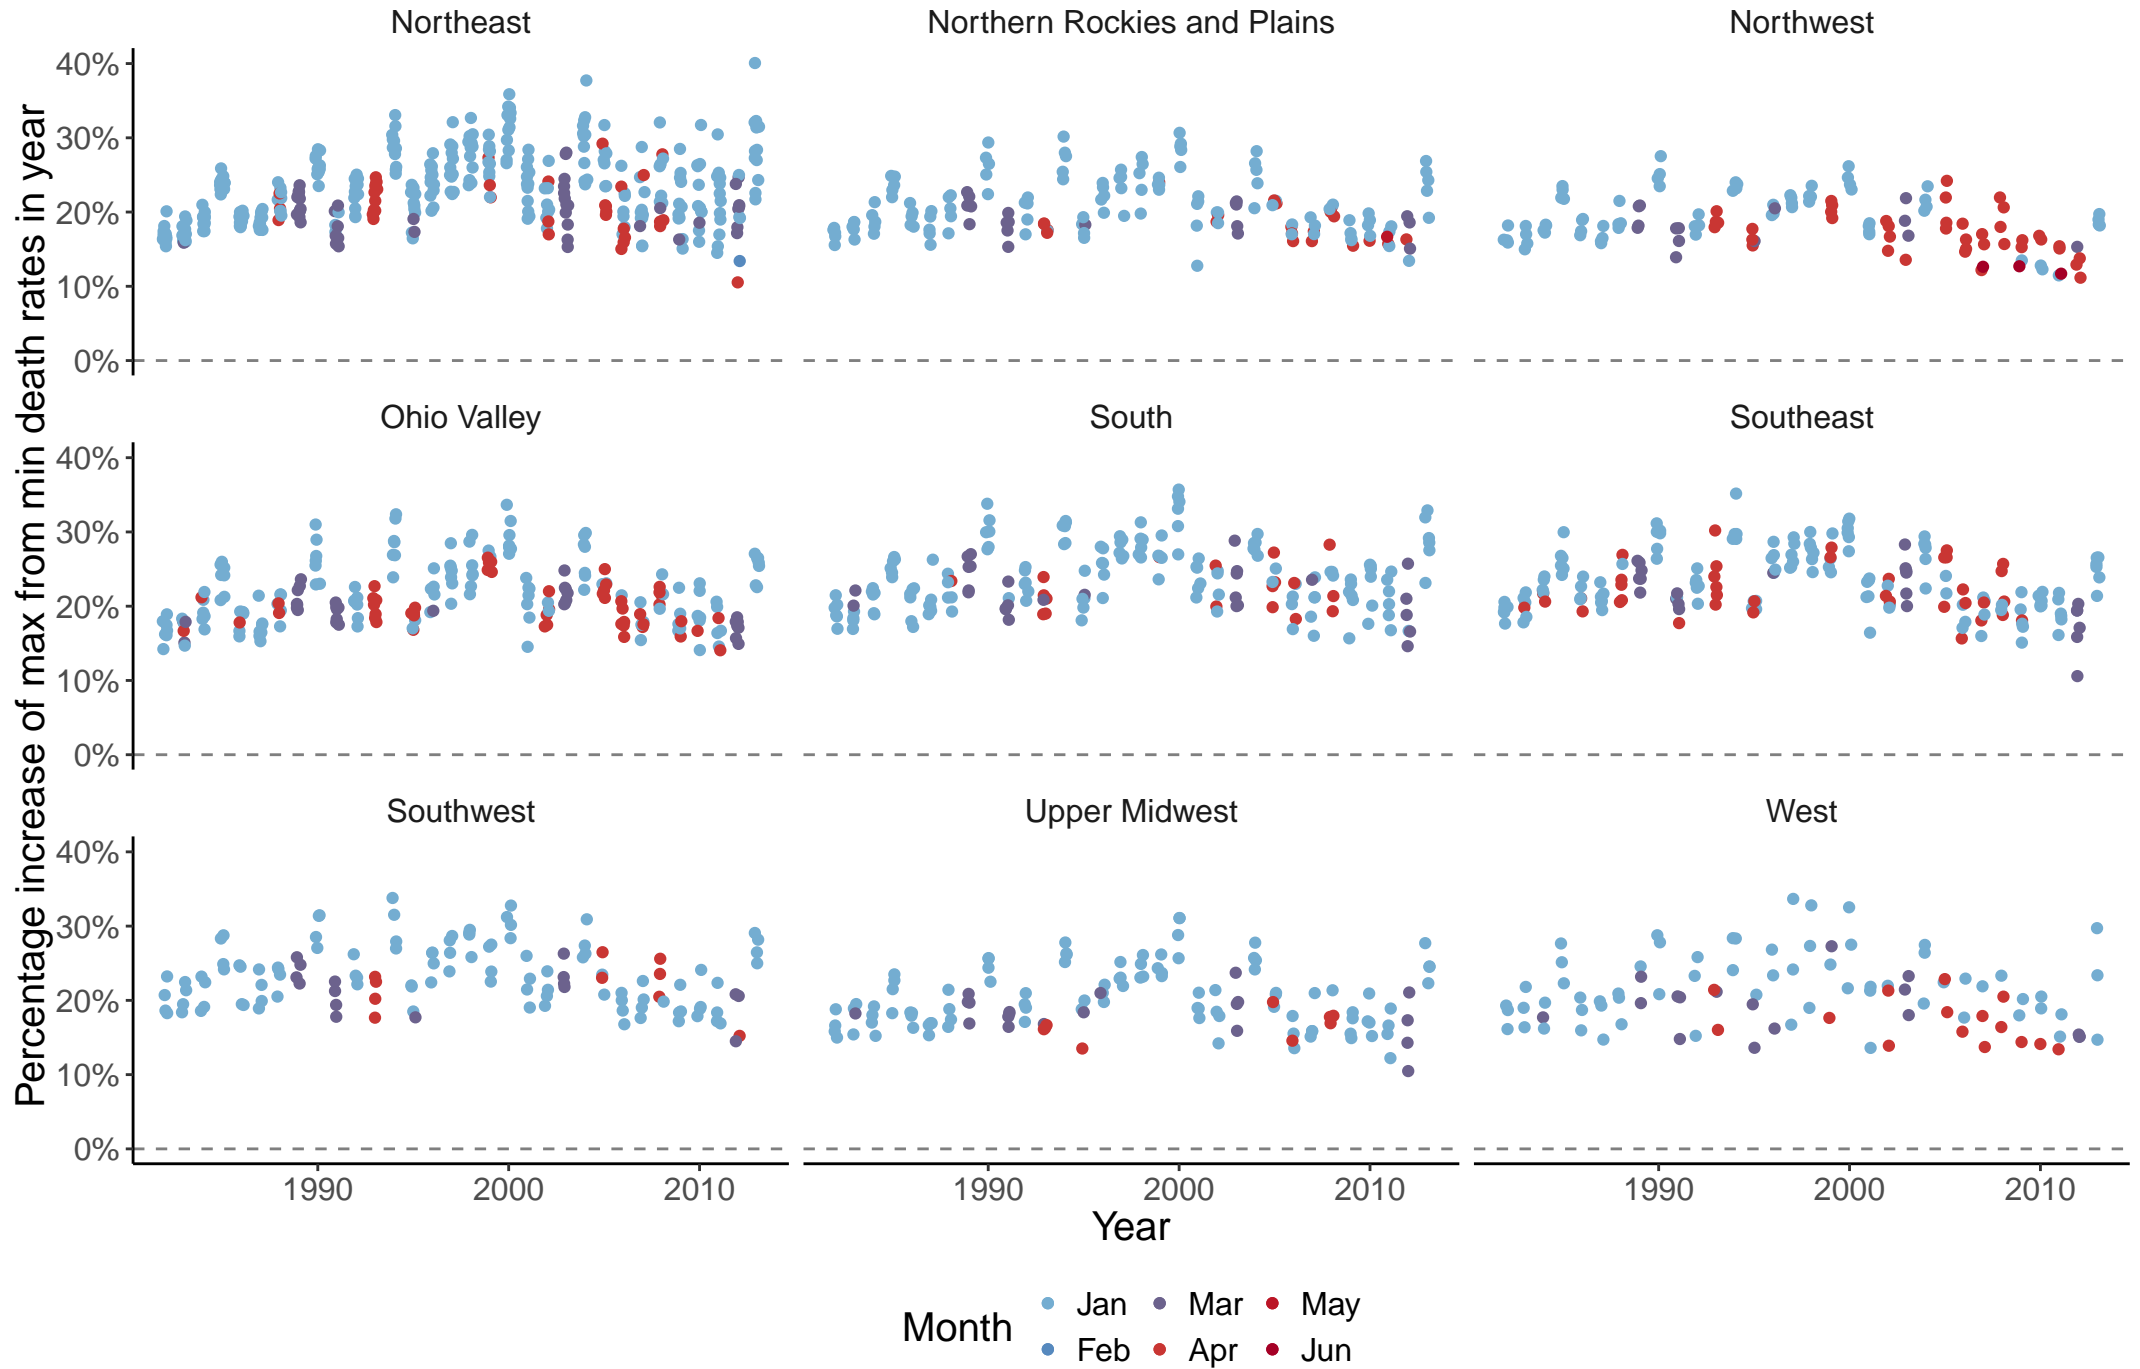 Northeast Northern Rockies and Plains Northwest
40%
30%
20%
10%
0%
Ohio Valley South Southeast
40%
30%
20%
10%
0%
Southwest Upper Midwest West
40%
30%
20%
10%
0%
1990 2000 2010 1990 2000 2010 1990 2000 2010
Percentage increase of max from min death rates in year
Year
Month
Jan Mar May
Feb Apr Jun